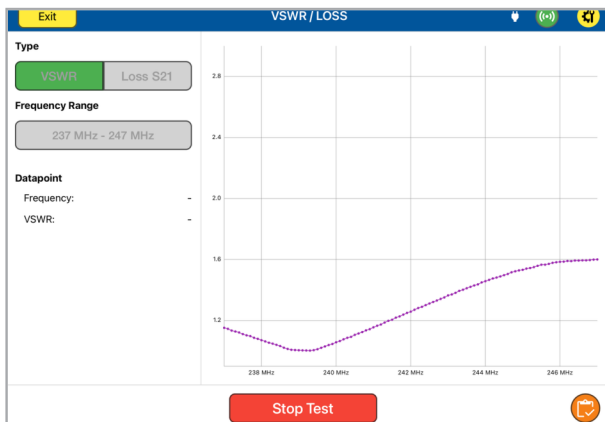 Exit
VSWR / LOSS
Type
VSWR
Loss S21
Frequency Range
237 MHz - 247 MHz
Datapoint
Frequency: -
VSWR: -
2.8
2.4
2.0
1.6
1.2
238 MHz 240 MHz 242 MHz 244 MHz 246 MHz
Stop Test